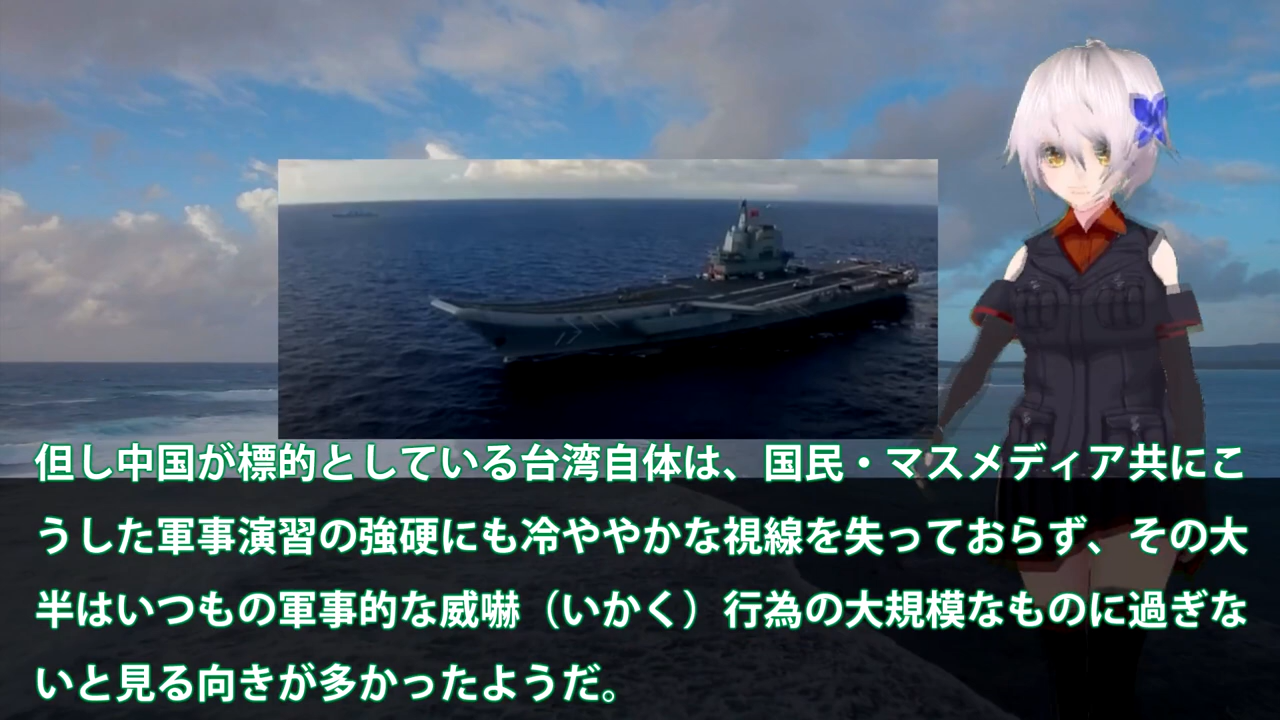 但し中国が標的としている台湾自体は、国民・マスメディア共にこ
うした軍事演習の強硬にも冷ややかな視線を失っておらず、その大
半はいつもの軍事的な威嚇（いかく）行為の大規模なものに過ぎな
いと見る向きが多かったようだ。